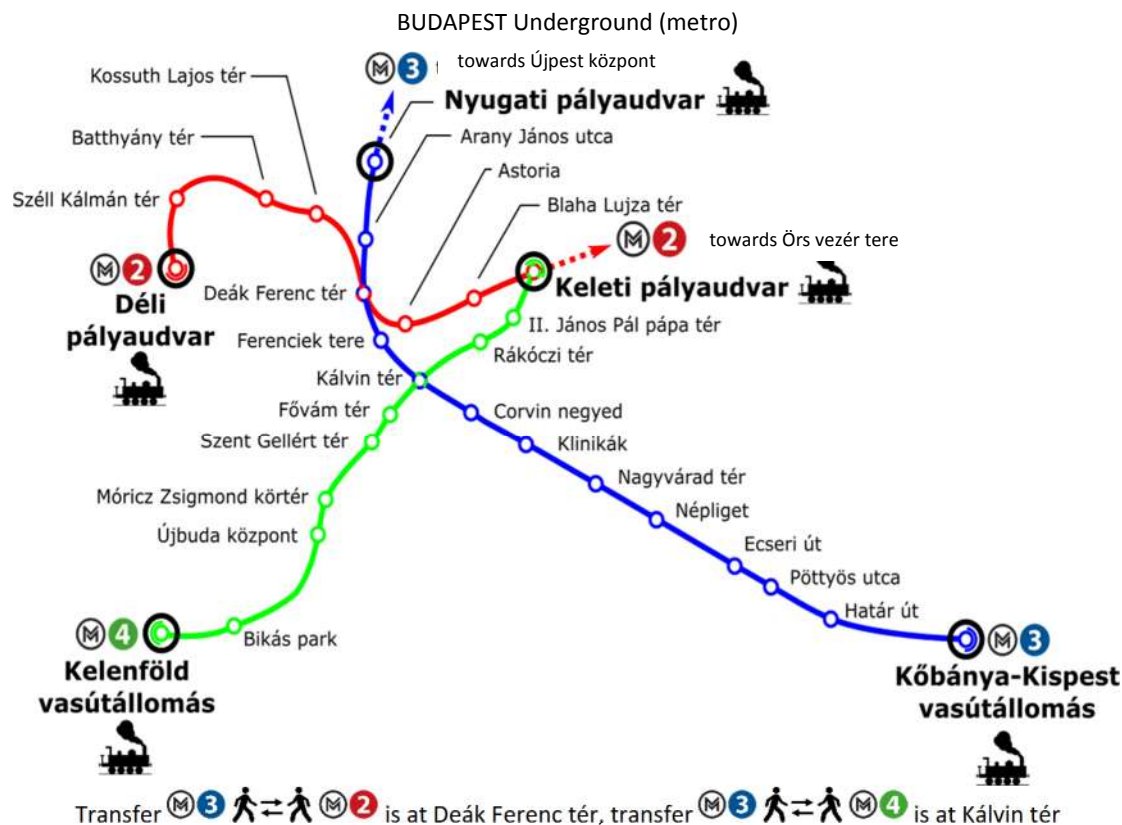 BUDAPEST Underground (metro)
M 3 towards Újpest központ
Kossuth Lajos tér
Nyugati pályaudvar
Batthyány tér
Arany János utca
Astoria
Széll Kálmán tér
Blaha Lujza tér
M 2 towards Örs vezér tere
M 2
Déli
pályaudvar
Deák Ferenc tér
Keleti pályaudvar
II. János Pál pápa tér
Ferenciek tere
Rákóczi tér
Kálvin tér
Fővám tér
Corvin negyed
Szent Gellért tér
Klinikák
Nagyvárad tér
Móricz Zsigmond körtér
Népliget
Újbuda központ
Ecseri út
Pöttyös utca
Határ út
M 4
Bikás park
M 3
Kelenföld
vasútállomás
Kőbánya-Kispest
vasútállomás
Transfer M 3 M 2 is at Deák Ferenc tér, transfer M 3 M 4 is at Kálvin tér